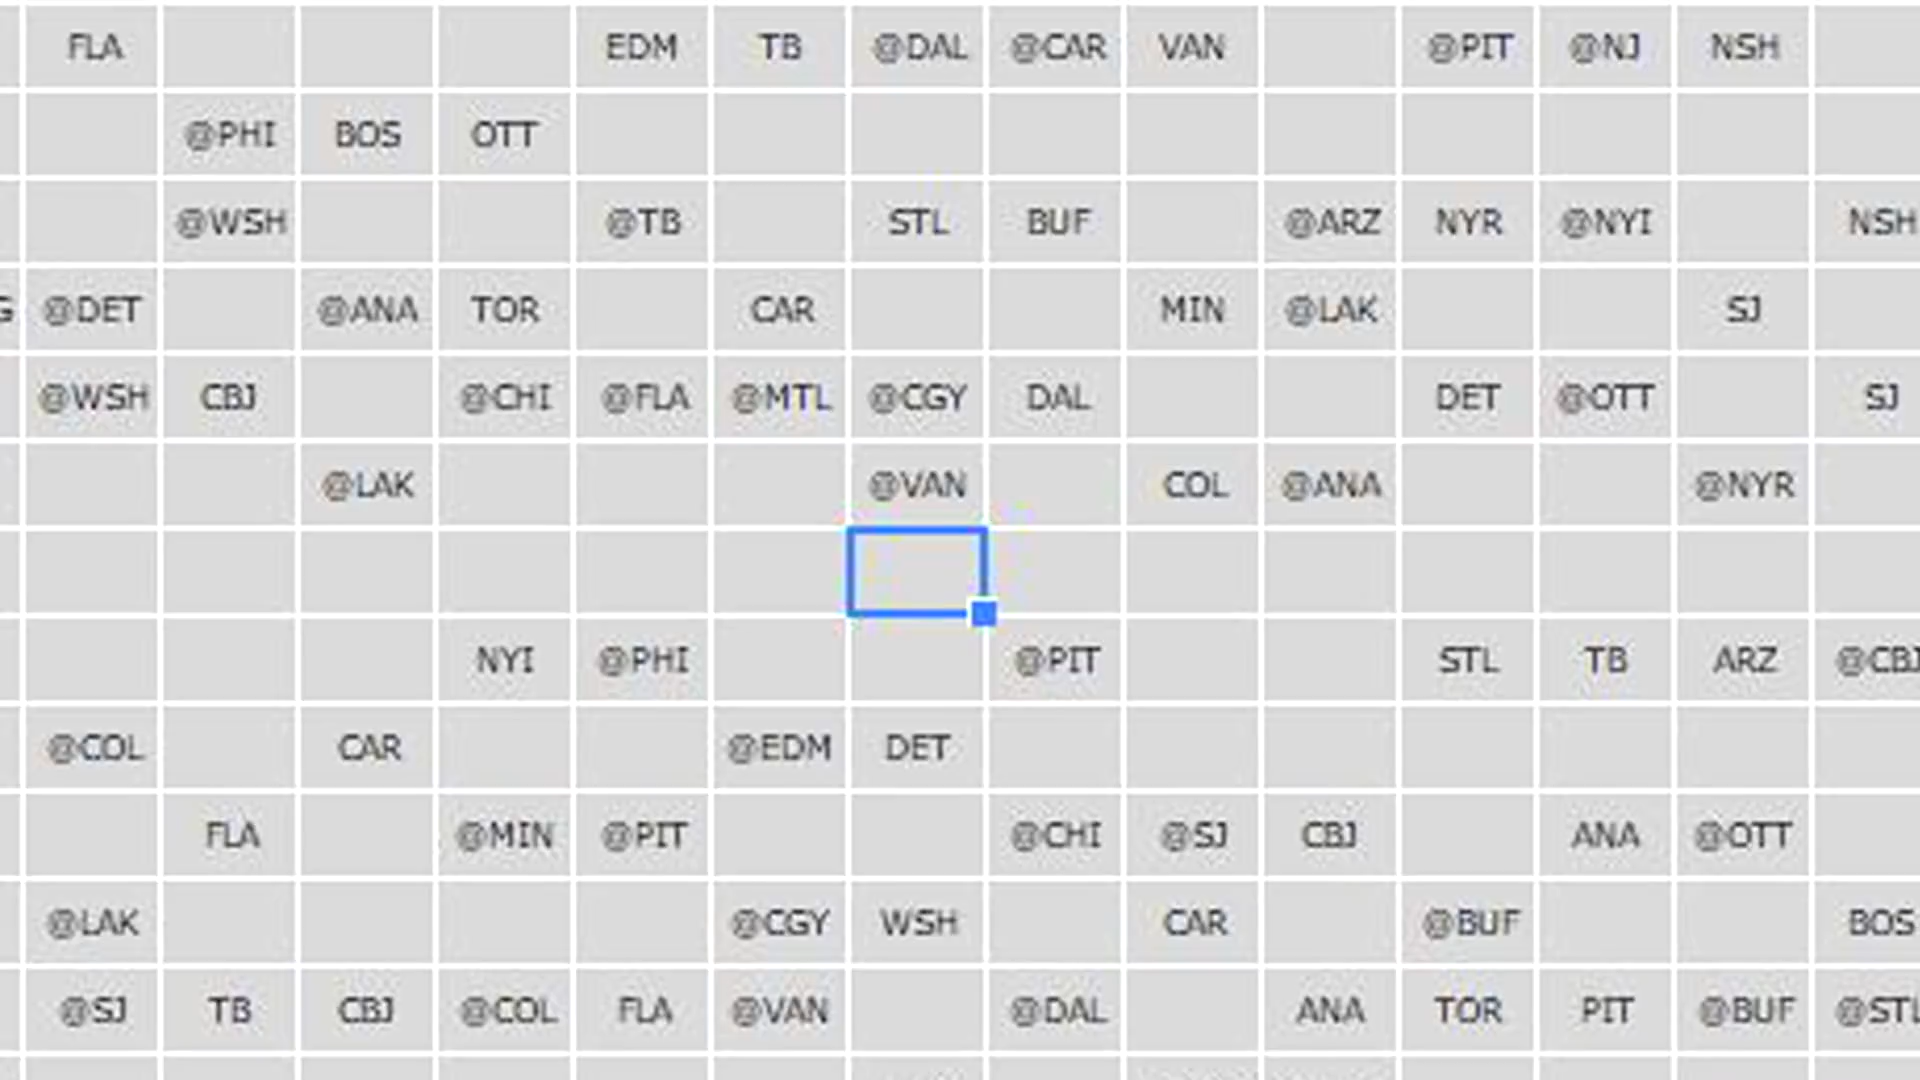 FLA EDM TB @DAL @CAR VAN @PIT @NJ NSH
@PHI BOS OTT
@WSH @TB STL BUF @ARZ NYR @NYI NSH
@DET @ANA TOR CAR MIN @LAK SJ
@WSH CBJ @CHI @FLA @MTL @CGY DAL DET @OTT SJ
@LAK @VAN COL @ANA @NYR
NYI @PHI @PIT STL TB ARZ @CBJ
@COL CAR @EDM DET
FLA @MIN @PIT @CHI @SJ CBJ ANA @OTT
@LAK @CGY WSH CAR @BUF BOS
@SJ TB CBJ @COL FLA @VAN @DAL ANA TOR PIT @BUF @STL